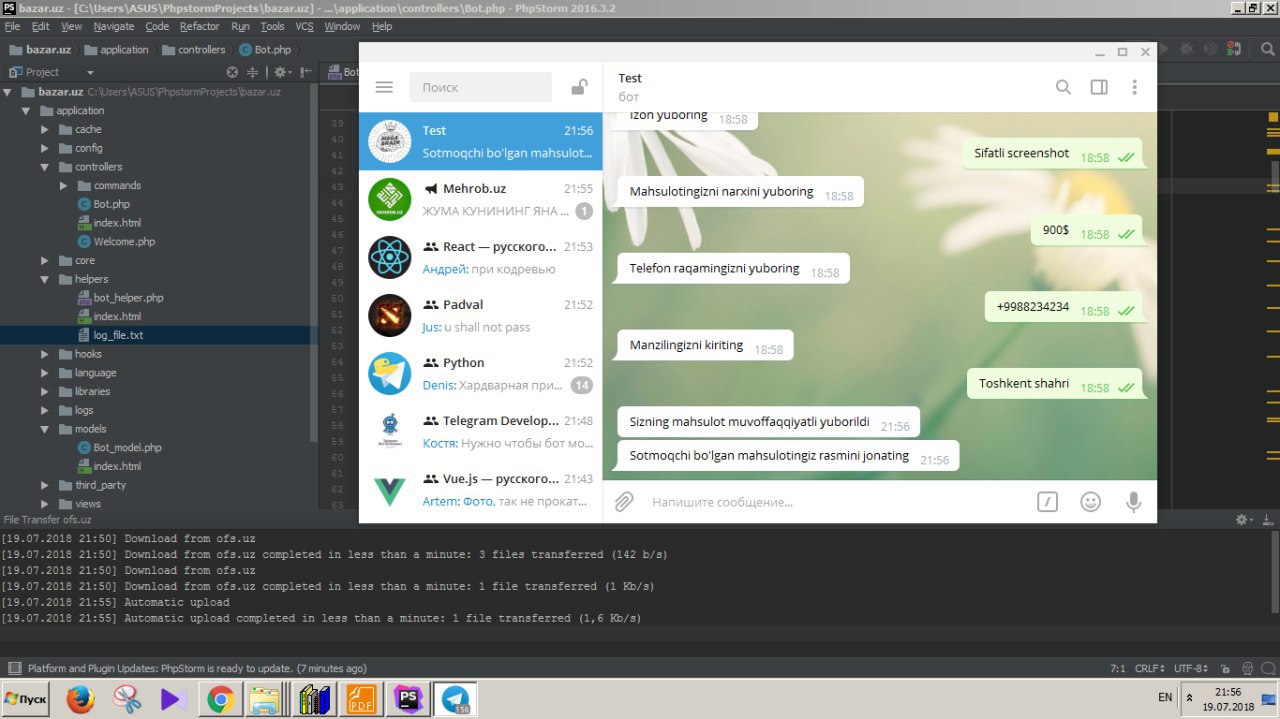 bazar.uz - [C:\Users\ASUS\PhpstormProjects\bazar.uz] - ...\application\controllers\Bot.php - PhpStorm 2016.3.2
File Edit View Navigate Code Refactor Run Tools VCS Window Help
bazar.uz application controllers Bot.php
Project
bazar.uz C:\Users\ASUS\PhpstormProjects\bazar.uz
application
cache
config
controllers
commands
Bot.php
index.html
Welcome.php
core
helpers
bot_helper.php
index.html
log_file.txt
hooks
language
libraries
logs
models
Bot_model.php
index.html
third_party
views
39
40
41
42
43
44
45
46
47
48
49
50
51
52
53
54
55
56
57
58
59
60
61
62
63
Поиск
Test 21:56
Sotmoqchi bo'lgan mahsulot...
Mehrob.uz 21:55
ЖУМА КУНИНИНГ ЯНА ... 1
React — русского... 21:53
Андрей: при кодревью
Padval 21:52
Jus: u shall not pass
Python 21:52
Denis: Хардварная при... 14
Telegram Develop... 21:48
Костя: Нужно чтобы бот мо...
Vue.js — русского... 21:43
Artem: Фото, так не прокат...
Test
бот
Izon yuboring 18:58
Sifatli screenshot 18:58
Mahsulotingizni narxini yuboring 18:58
900$ 18:58
Telefon raqamingizni yuboring 18:58
+9988234234 18:58
Manzilingizni kiriting 18:58
Toshkent shahri 18:58
Sizning mahsulot muvoffaqqiyatli yuborildi 21:56
Sotmoqchi bo'lgan mahsulotingiz rasmini jonating 21:56
Напишите сообщение...
File Transfer ofs.uz
[19.07.2018 21:50] Download from ofs.uz
[19.07.2018 21:50] Download from ofs.uz completed in less than a minute: 3 files transferred (142 b/s)
[19.07.2018 21:50] Download from ofs.uz
[19.07.2018 21:50] Download from ofs.uz completed in less than a minute: 1 file transferred (1 Kb/s)
[19.07.2018 21:55] Automatic upload
[19.07.2018 21:55] Automatic upload completed in less than a minute: 1 file transferred (1,6 Kb/s)
Platform and Plugin Updates: PhpStorm is ready to update. (7 minutes ago) 7:1 CRLF UTF-8
Пуск PDF PS 156 EN 21:56
19.07.2018